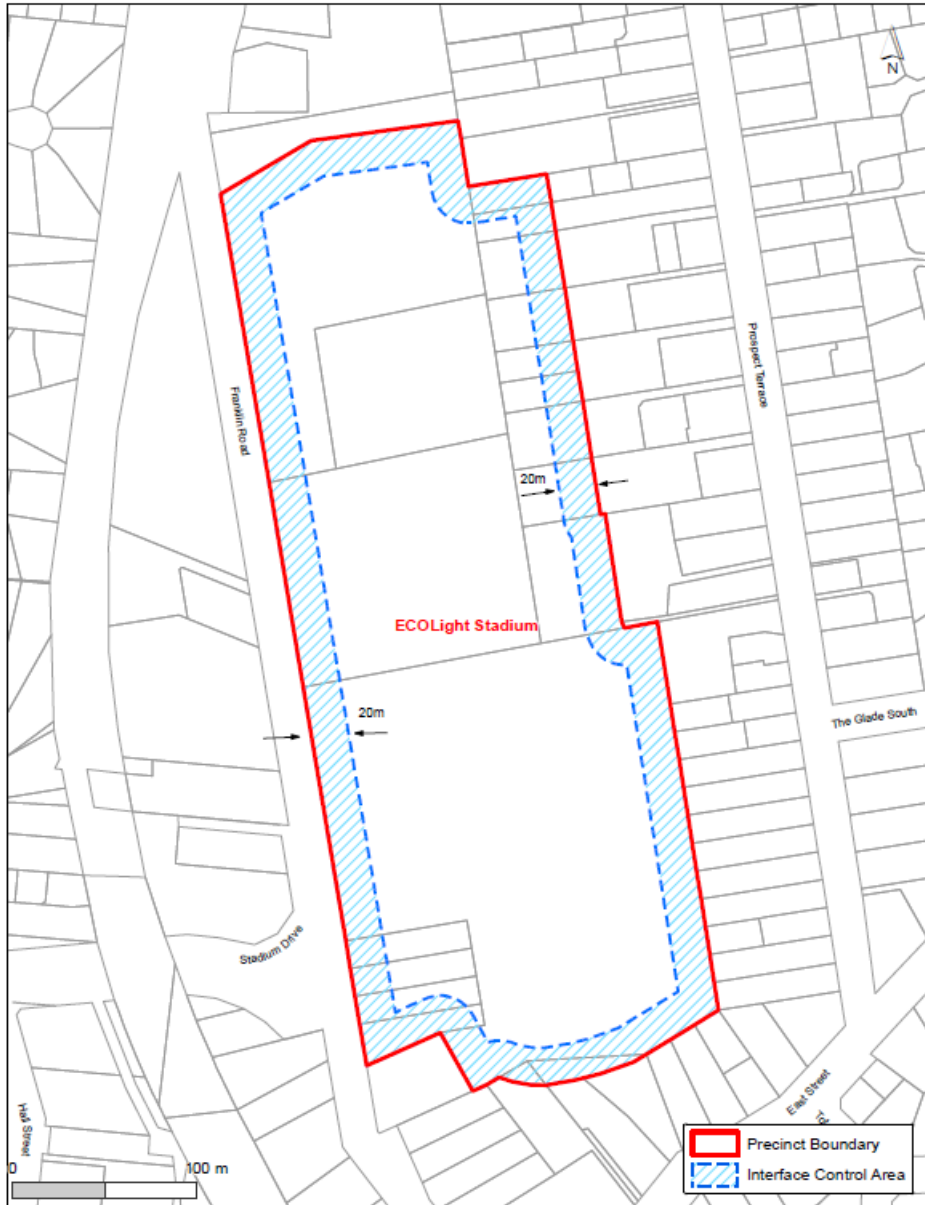 N
Prospect Terrace
Franklin Road
20m
ECOLight Stadium
20m
The Glade South
Stadium Drive
East Street
Hall Street
0 100 m
Precinct Boundary
Interface Control Area